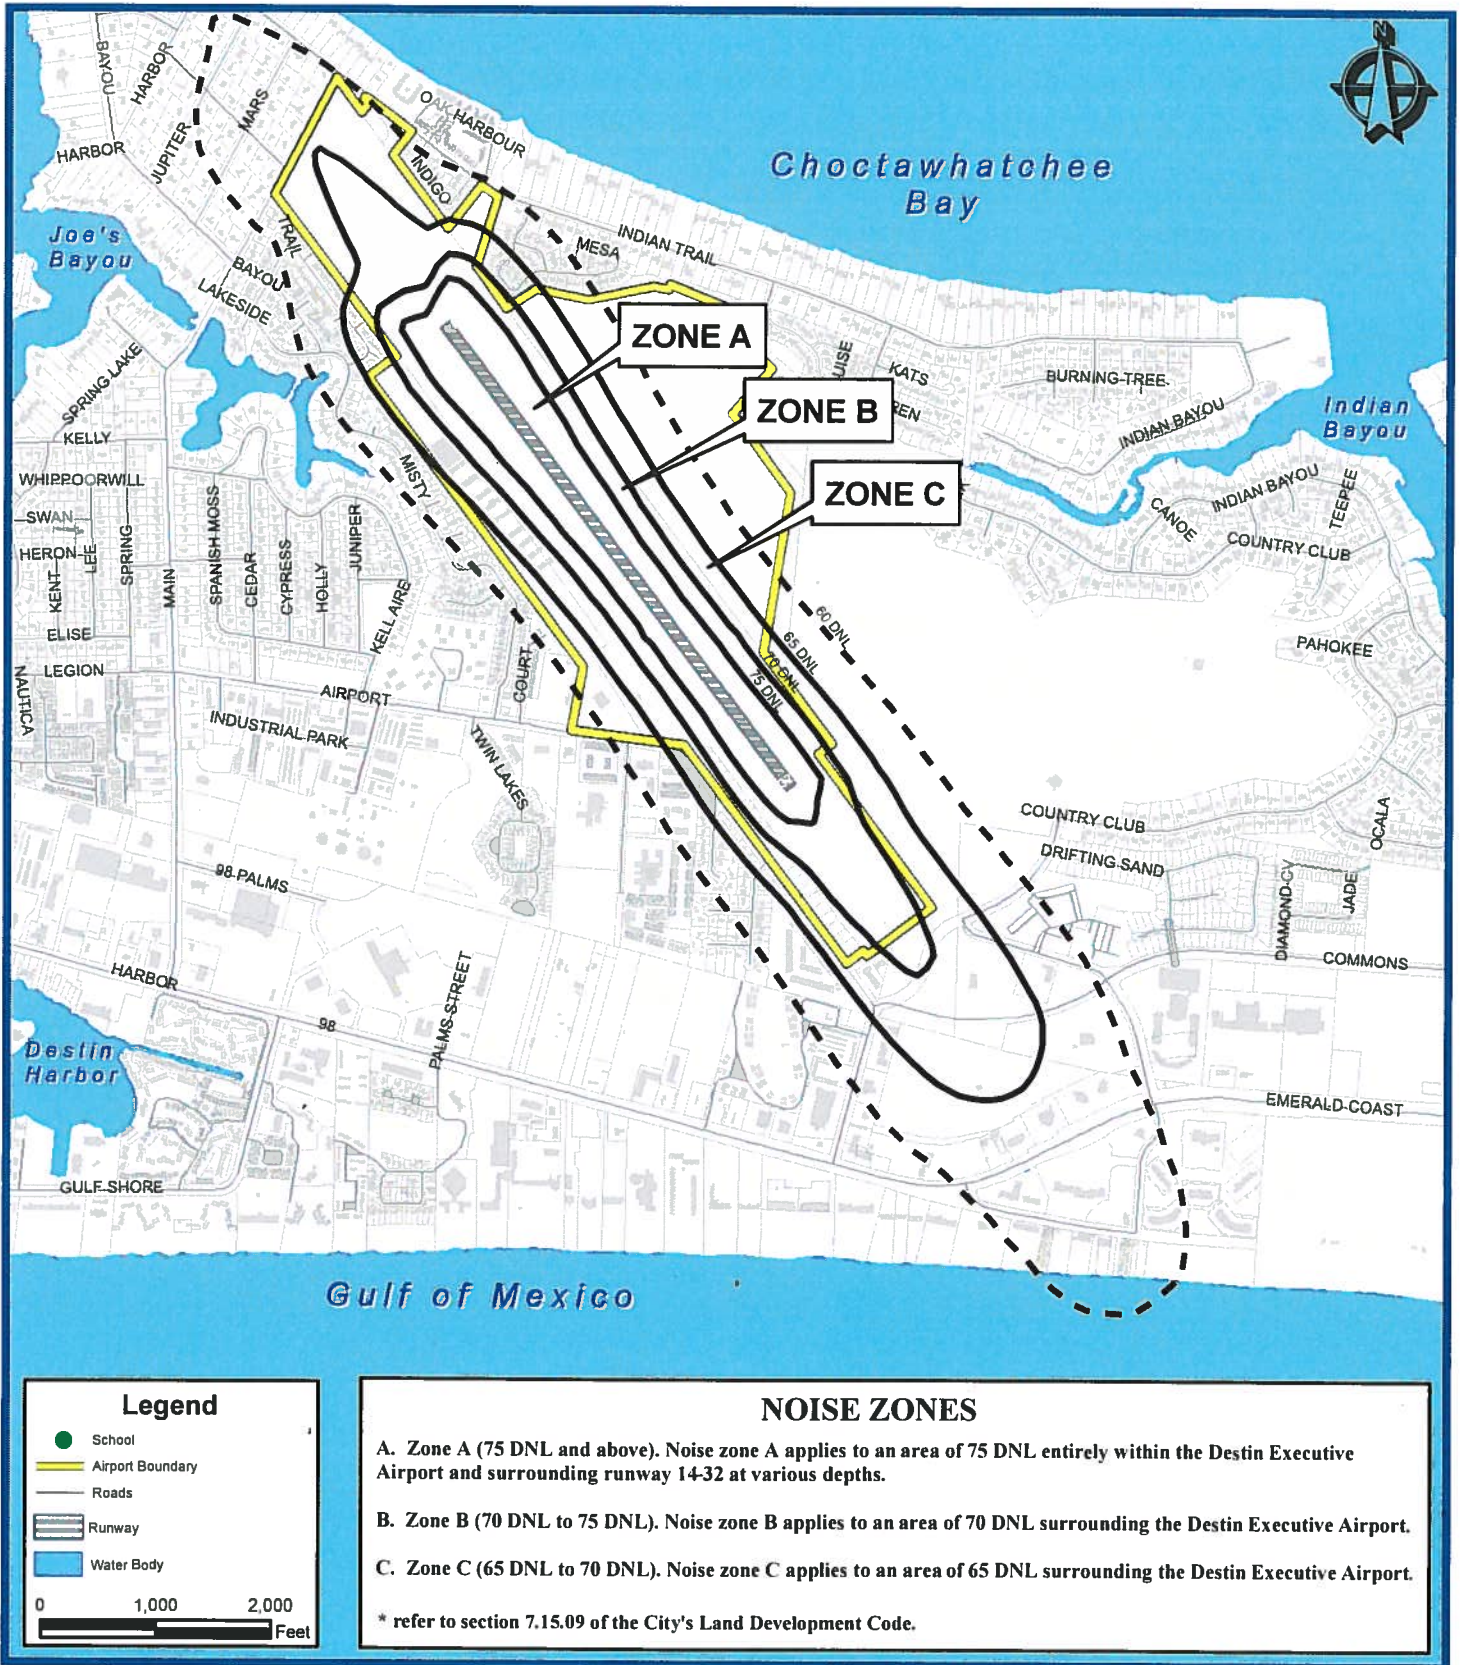 N
BAYOU
HARBOR
MARS
OAK HARBOUR
HARBOR
JUPITER
INDIGO
Choctawhatchee
Bay
Joe's
Bayou
TRAIL
MESA
INDIAN TRAIL
BAYOU
LAKESIDE
ZONE A
SPRING LAKE
KATS
BURNING-TREE
ZONE B
INDIAN BAYOU
Indian
Bayou
KELLY
WHIPPOORWILL
MISTY
ZONE C
INDIAN BAYOU
TEEPEE
CANOE
COUNTRY CLUB
SWAN
HERON
LEE
KENT
SPRING
MAIN
SPANISH MOSS
CEDAR
CYPRESS
HOLLY
JUNIPER
KELL AIRE
ELISE
LEGION
NAUTICA
AIRPORT
COURT
INDUSTRIAL PARK
TWIN LAKES
60 DNL
65 DNL
70 DNL
75 DNL
PAHOKEE
COUNTRY CLUB
OCALA
DRIFTING SAND
DIAMOND CV
JADE
98 PALMS
COMMONS
HARBOR
98
PALMS STREET
Destin
Harbor
EMERALD COAST
GULF SHORE
Gulf of Mexico
Legend
School
Airport Boundary
Roads
Runway
Water Body
0 1,000 2,000
Feet
NOISE ZONES
A. Zone A (75 DNL and above). Noise zone A applies to an area of 75 DNL entirely within the Destin Executive
Airport and surrounding runway 14-32 at various depths.
B. Zone B (70 DNL to 75 DNL). Noise zone B applies to an area of 70 DNL surrounding the Destin Executive Airport.
C. Zone C (65 DNL to 70 DNL). Noise zone C applies to an area of 65 DNL surrounding the Destin Executive Airport.
* refer to section 7.15.09 of the City's Land Development Code.